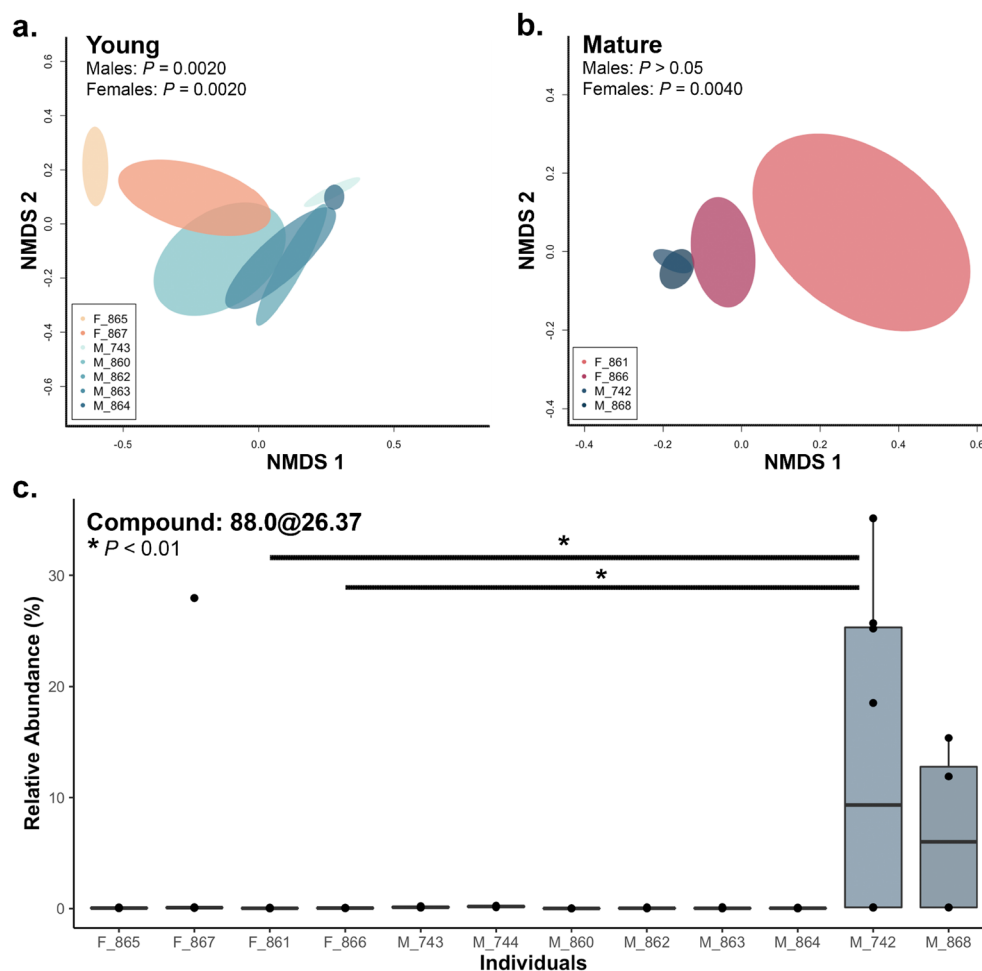 a.
Young
Males: P = 0.0020
Females: P = 0.0020
0.6
0.4
0.2
0.0
-0.2
-0.4
-0.6
NMDS 2
F_865
F_867
M_743
M_860
M_862
M_863
M_864
-0.5
0.0
0.5
NMDS 1
b.
Mature
Males: P > 0.05
Females: P = 0.0040
0.4
0.2
0.0
-0.2
-0.4
NMDS 2
F_861
F_866
M_742
M_868
-0.4
-0.2
0.0
0.2
0.4
0.6
NMDS 1
c.
Compound: 88.0@26.37
* P < 0.01
*
*
30
20
10
0
Relative Abundance (%)
F_865
F_867
F_861
F_866
M_743
M_744
M_860
M_862
M_863
M_864
M_742
M_868
Individuals